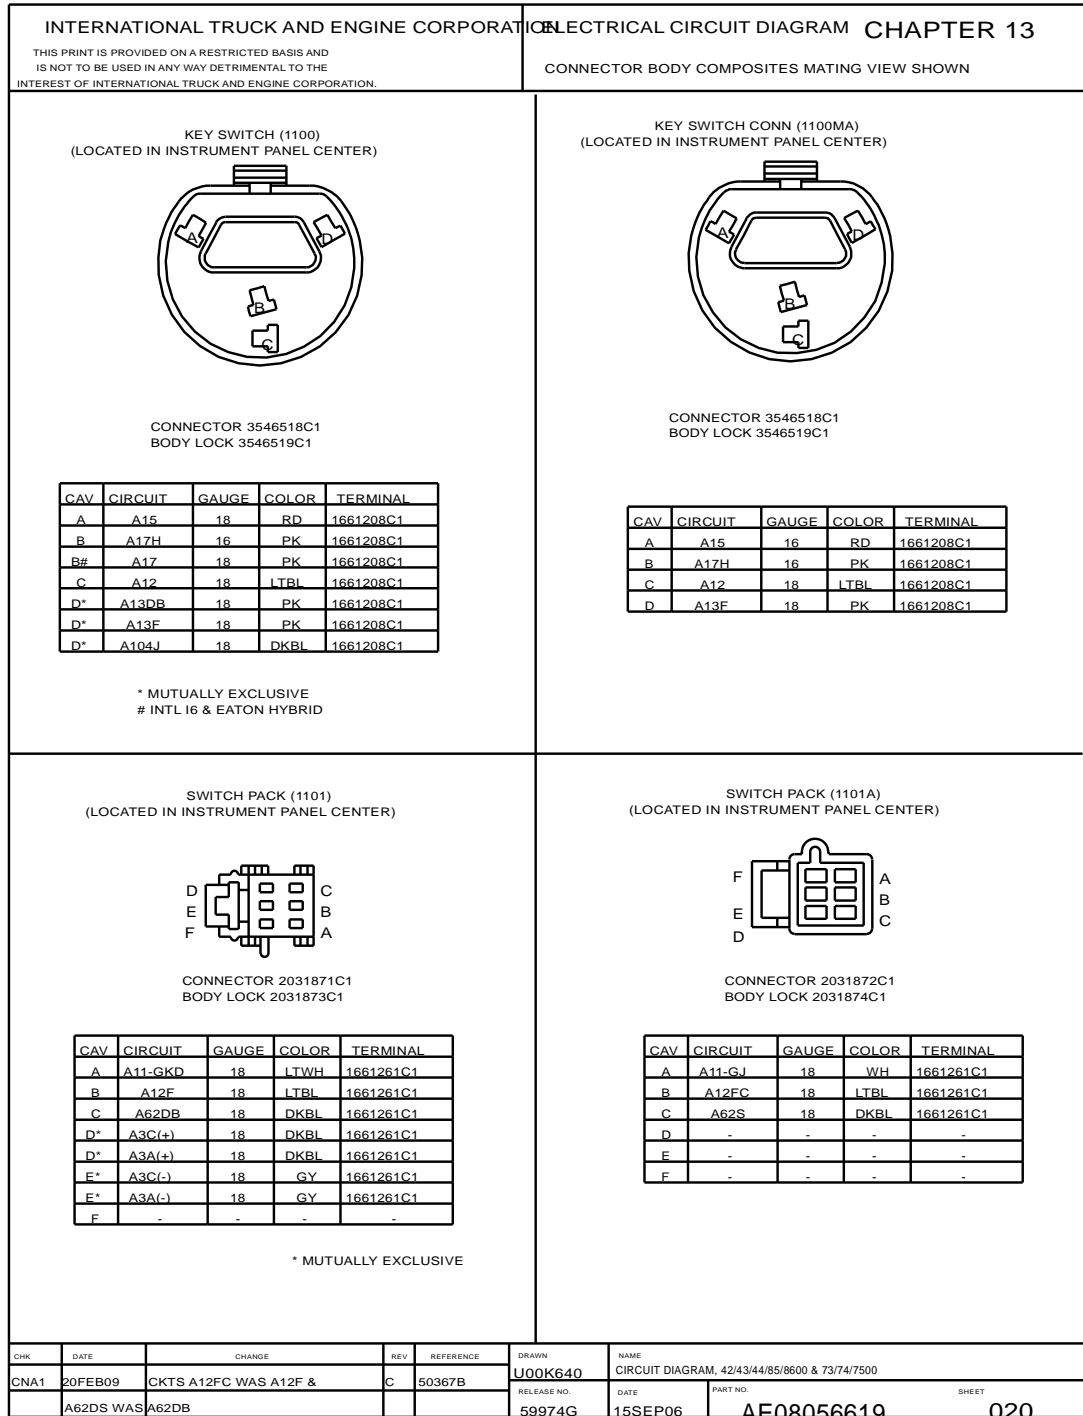 INTERNATIONAL TRUCK AND ENGINE CORPORATION
THIS PRINT IS PROVIDED ON A RESTRICTED BASIS AND
IS NOT TO BE USED IN ANY WAY DETRIMENTAL TO THE
INTEREST OF INTERNATIONAL TRUCK AND ENGINE CORPORATION.
ELECTRICAL CIRCUIT DIAGRAM CHAPTER 13
CONNECTOR BODY COMPOSITES MATING VIEW SHOWN
KEY SWITCH (1100)
(LOCATED IN INSTRUMENT PANEL CENTER)
A D
B
C
CONNECTOR 3546518C1
BODY LOCK 3546519C1
CAV CIRCUIT GAUGE COLOR TERMINAL
A A15 18 RD 1661208C1
B A17H 16 PK 1661208C1
B# A17 18 PK 1661208C1
C A12 18 LTBL 1661208C1
D* A13DB 18 PK 1661208C1
D* A13F 18 PK 1661208C1
D* A104J 18 DKBL 1661208C1
* MUTUALLY EXCLUSIVE
# INTL I6 & EATON HYBRID
KEY SWITCH CONN (1100MA)
(LOCATED IN INSTRUMENT PANEL CENTER)
A D
B
C
CONNECTOR 3546518C1
BODY LOCK 3546519C1
CAV CIRCUIT GAUGE COLOR TERMINAL
A A15 16 RD 1661208C1
B A17H 16 PK 1661208C1
C A12 18 LTBL 1661208C1
D A13F 18 PK 1661208C1
SWITCH PACK (1101)
(LOCATED IN INSTRUMENT PANEL CENTER)
D C
E B
F A
CONNECTOR 2031871C1
BODY LOCK 2031873C1
CAV CIRCUIT GAUGE COLOR TERMINAL
A A11-GKD 18 LTWH 1661261C1
B A12F 18 LTBL 1661261C1
C A62DB 18 DKBL 1661261C1
D* A3C(+) 18 DKBL 1661261C1
D* A3A(+) 18 DKBL 1661261C1
E* A3C(-) 18 GY 1661261C1
E* A3A(-) 18 GY 1661261C1
F - - - -
* MUTUALLY EXCLUSIVE
SWITCH PACK (1101A)
(LOCATED IN INSTRUMENT PANEL CENTER)
F A
B
E C
D
CONNECTOR 2031872C1
BODY LOCK 2031874C1
CAV CIRCUIT GAUGE COLOR TERMINAL
A A11-GJ 18 WH 1661261C1
B A12FC 18 LTBL 1661261C1
C A62S 18 DKBL 1661261C1
D - - - -
E - - - -
F - - - -
CHK DATE CHANGE REV REFERENCE
CNA1 20FEB09 CKTS A12FC WAS A12F & C 50367B
A62DS WAS A62DB
DRAWN
U00K640
NAME
CIRCUIT DIAGRAM, 42/43/44/85/8600 & 73/74/7500
RELEASE NO.
59974G
DATE
15SEP06
PART NO.
AE08056619
SHEET
020